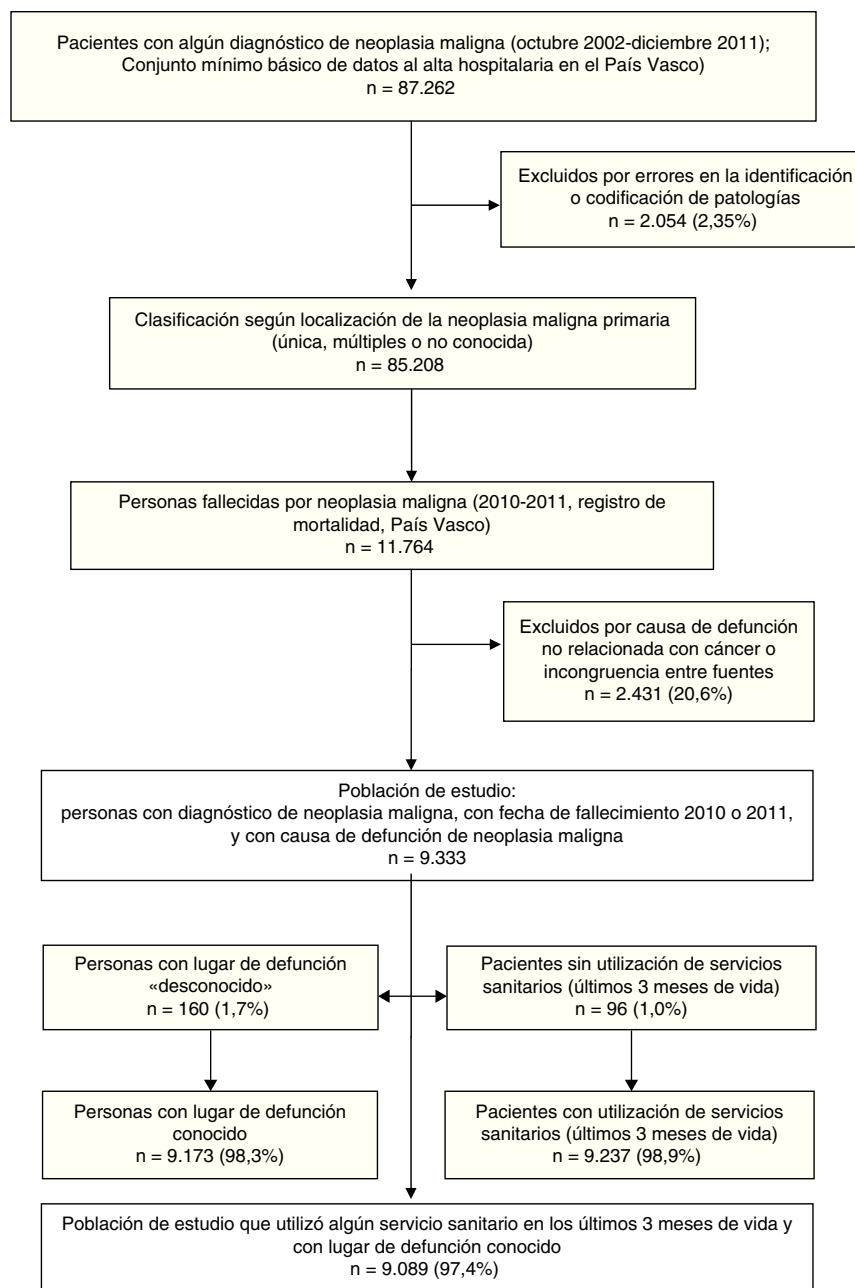 Pacientes con algún diagnóstico de neoplasia maligna (octubre 2002-diciembre 2011);
Conjunto mínimo básico de datos al alta hospitalaria en el País Vasco)
n = 87.262
Excluidos por errores en la identificación
o codificación de patologías
n = 2.054 (2,35%)
Clasificación según localización de la neoplasia maligna primaria
(única, múltiples o no conocida)
n = 85.208
Personas fallecidas por neoplasia maligna (2010-2011, registro de
mortalidad, País Vasco)
n = 11.764
Excluidos por causa de defunción
no relacionada con cáncer o
incongruencia entre fuentes
n = 2.431 (20,6%)
Población de estudio:
personas con diagnóstico de neoplasia maligna, con fecha de fallecimiento 2010 o 2011,
y con causa de defunción de neoplasia maligna
n = 9.333
Personas con lugar de defunción
«desconocido»
n = 160 (1,7%)
Pacientes sin utilización de servicios
sanitarios (últimos 3 meses de vida)
n = 96 (1,0%)
Personas con lugar de defunción
conocido
n = 9.173 (98,3%)
Pacientes con utilización de servicios
sanitarios (últimos 3 meses de vida)
n = 9.237 (98,9%)
Población de estudio que utilizó algún servicio sanitario en los últimos 3 meses de vida y
con lugar de defunción conocido
n = 9.089 (97,4%)